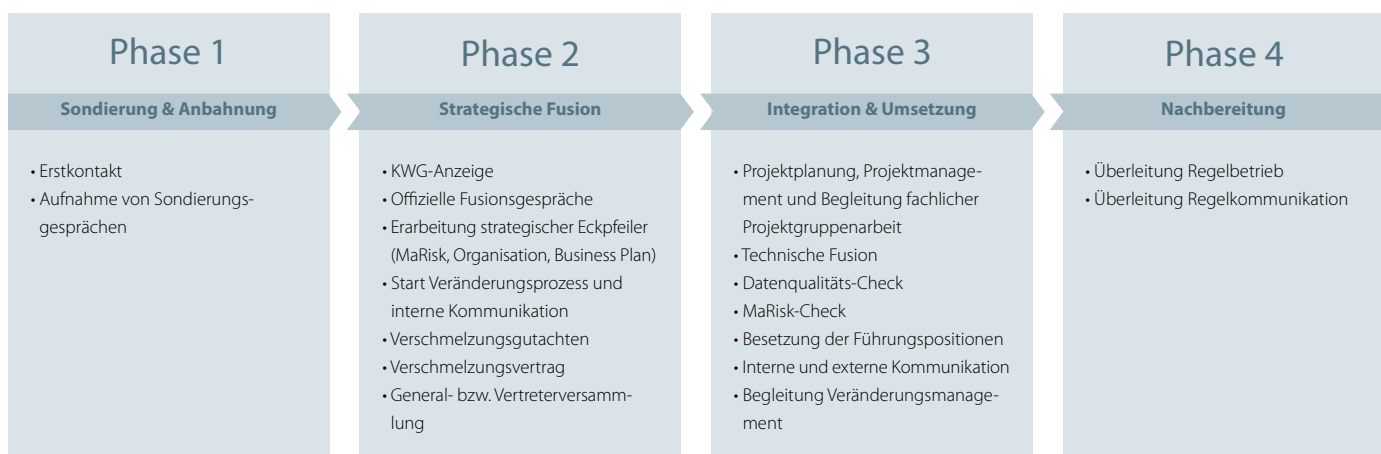 Phase 1
Sondierung & Anbahnung
• Erstkontakt
• Aufnahme von Sondierungs-
gesprächen
Phase 2
Strategische Fusion
• KWG-Anzeige
• Offizielle Fusionsgespräche
• Erarbeitung strategischer Eckpfeiler
(MaRisk, Organisation, Business Plan)
• Start Veränderungsprozess und
interne Kommunikation
• Verschmelzungsgutachten
• Verschmelzungsvertrag
• General- bzw. Vertreterversamm-
lung
Phase 3
Integration & Umsetzung
• Projektplanung, Projektmanage-
ment und Begleitung fachlicher
Projektgruppenarbeit
• Technische Fusion
• Datenqualitäts-Check
• MaRisk-Check
• Besetzung der Führungspositionen
• Interne und externe Kommunikation
• Begleitung Veränderungsmanage-
ment
Phase 4
Nachbereitung
• Überleitung Regelbetrieb
• Überleitung Regelkommunikation